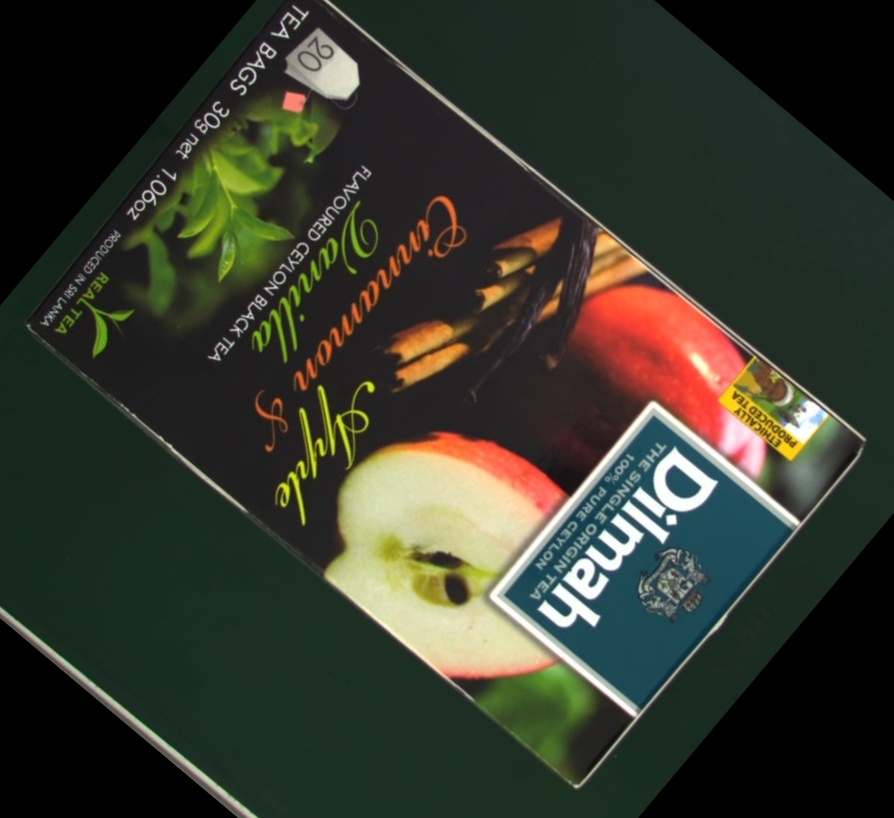 Dilmah
THE SINGLE ORIGIN TEA
100% PURE CEYLON
ETHICALLY
PRODUCED TEA
Cinnamon & Apple
Vanilla
FLAVOURED CEYLON BLACK TEA
20
TEA BAGS 30g net 1.06oz
REAL TEA
PRODUCED IN SRI LANKA